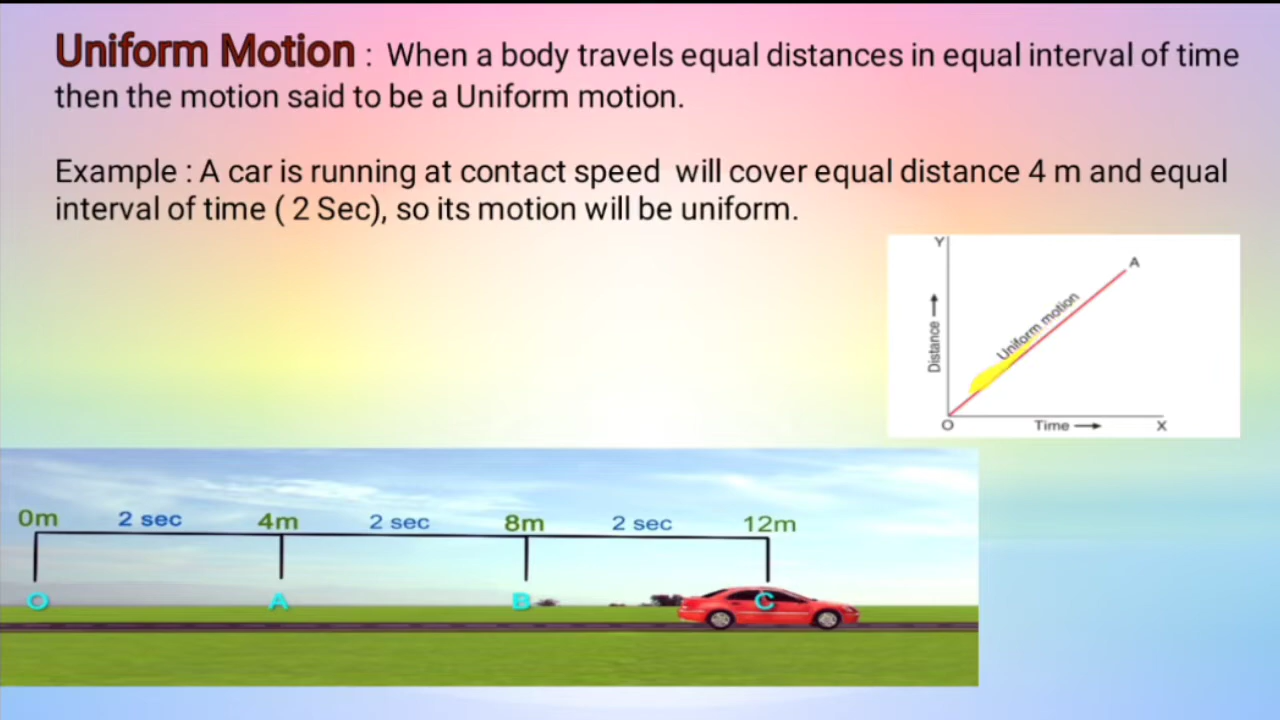 Uniform Motion : When a body travels equal distances in equal interval of time
then the motion said to be a Uniform motion.
Example : A car is running at contact speed will cover equal distance 4 m and equal
interval of time ( 2 Sec), so its motion will be uniform.
Y
A
Uniform motion
Distance
O
Time
X
0m 2 sec 4m 2 sec 8m 2 sec 12m
O A B C